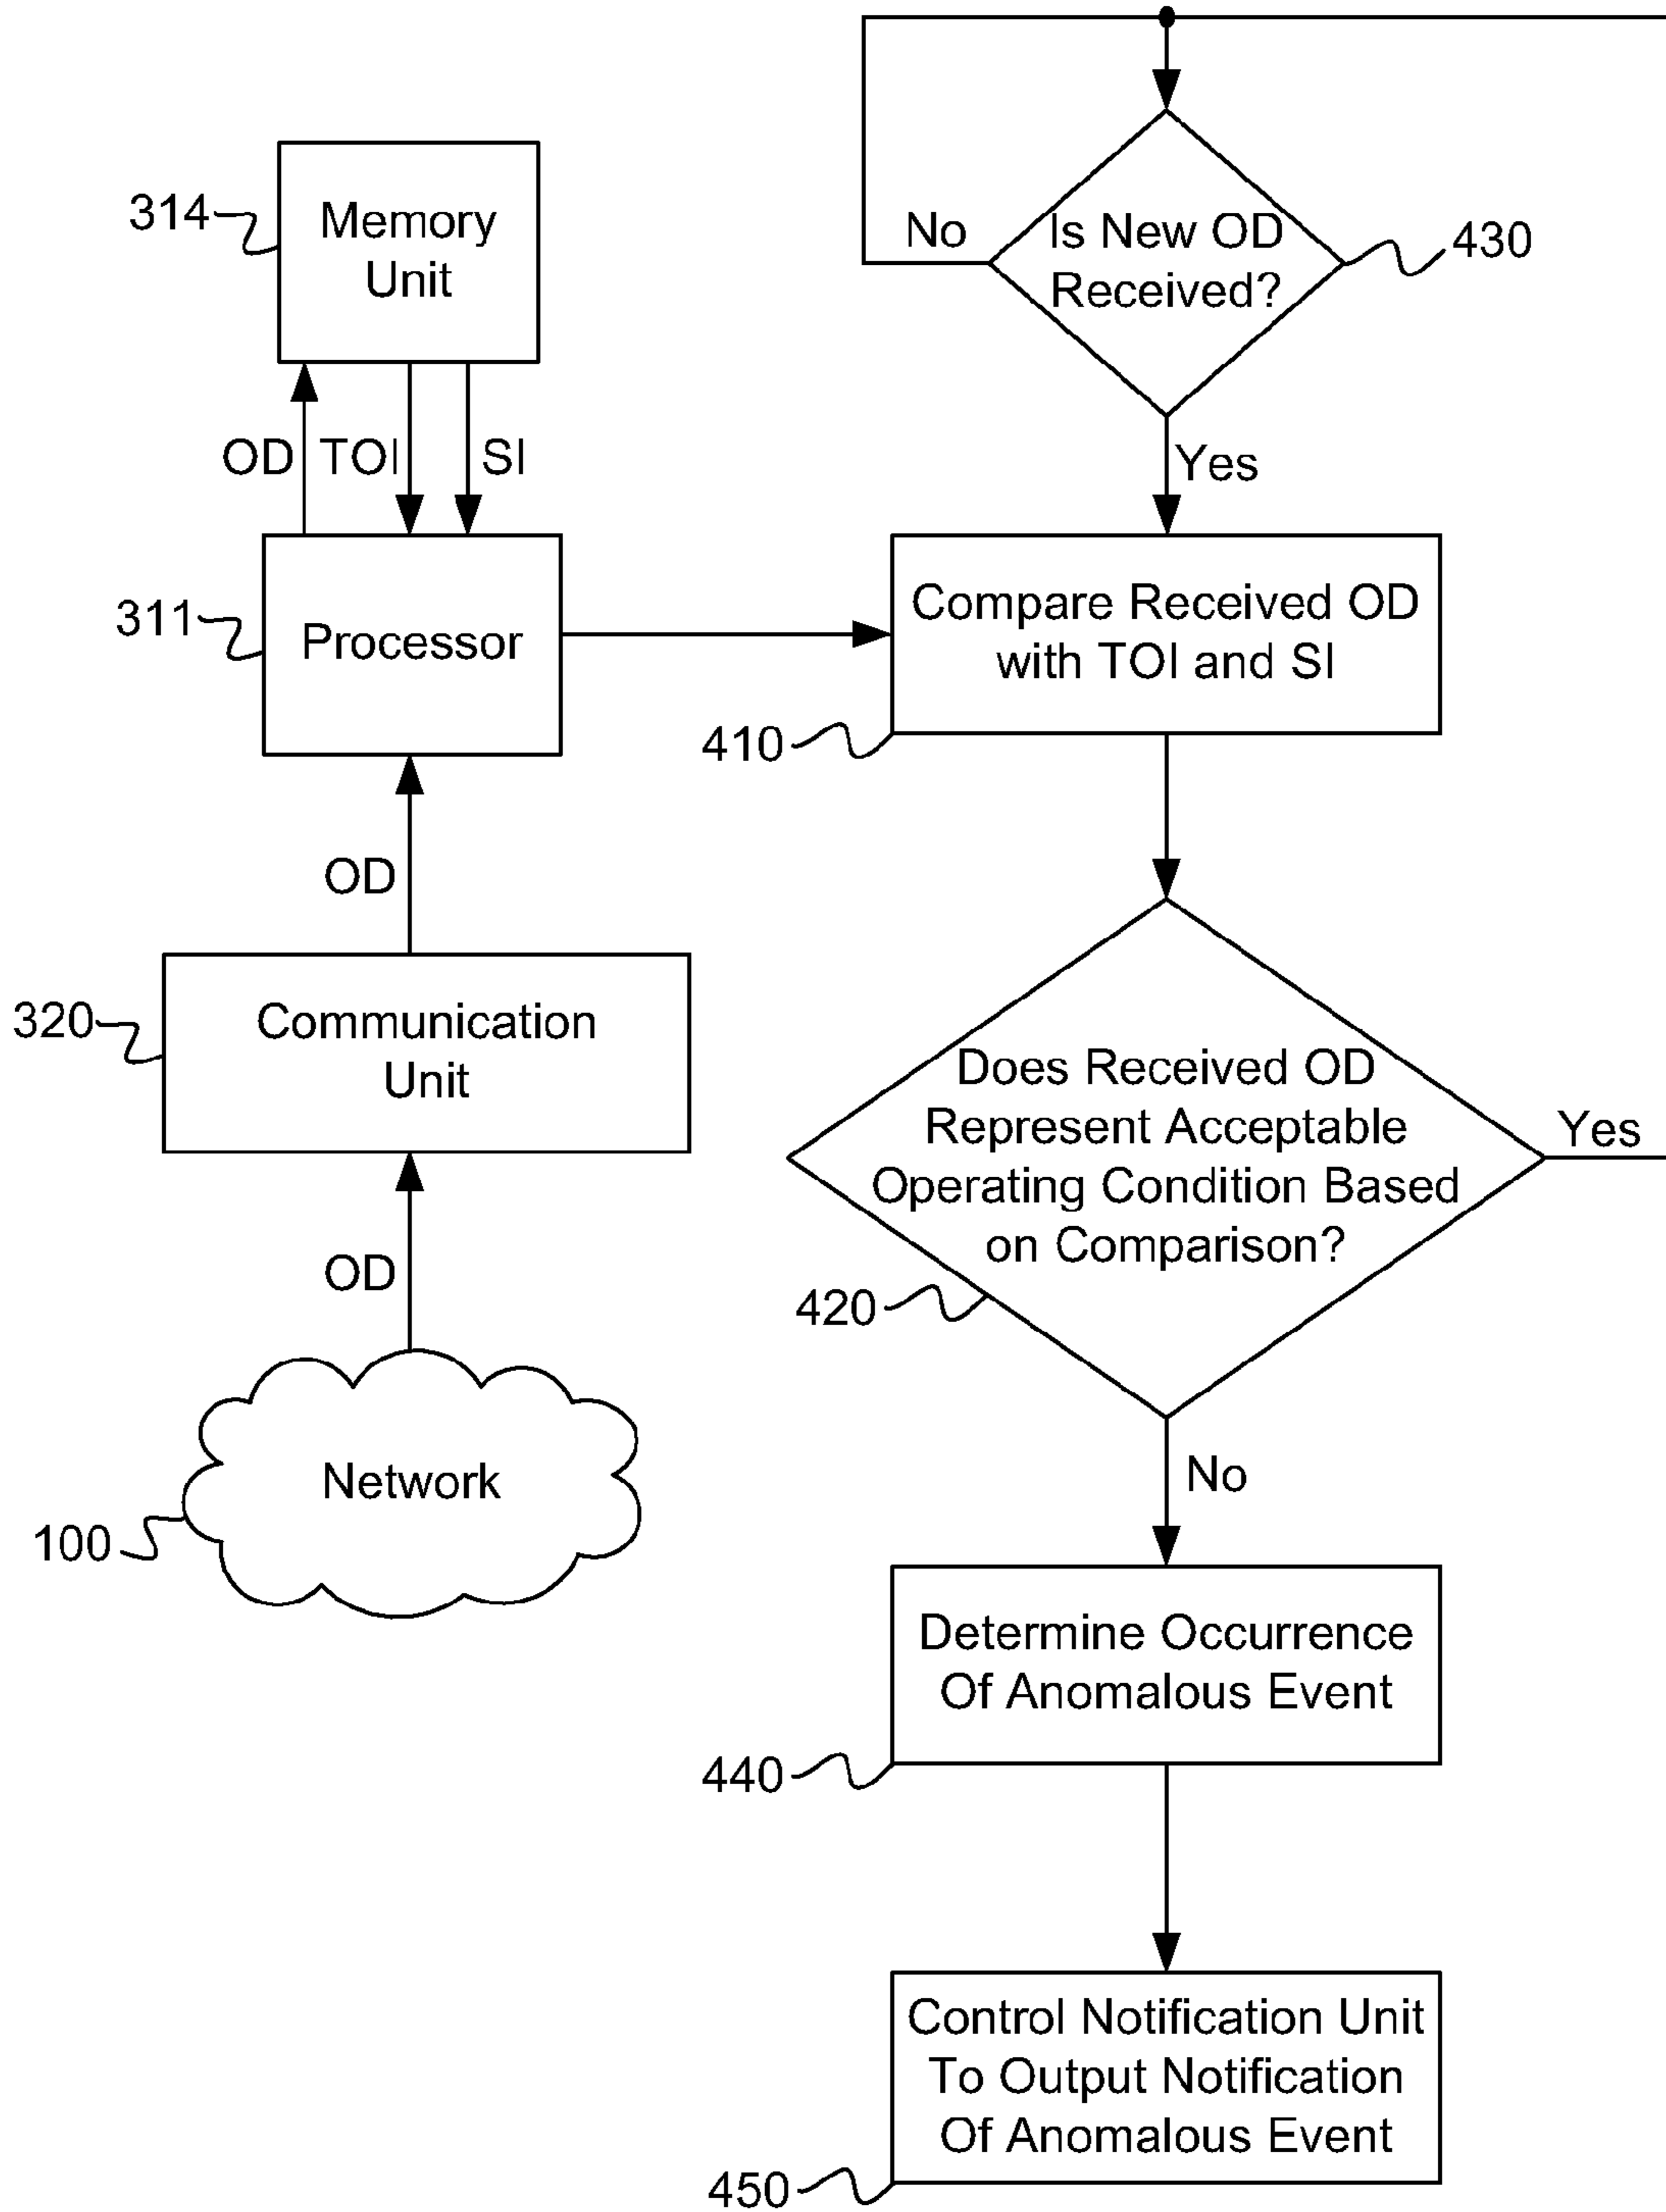 314
Memory
Unit
OD
TOI
SI
311
Processor
OD
320
Communication
Unit
OD
100
Network
No
Is New OD
Received?
430
Yes
Compare Received OD
with TOI and SI
410
Does Received OD
Represent Acceptable
Operating Condition Based
on Comparison?
Yes
420
No
Determine Occurrence
Of Anomalous Event
440
Control Notification Unit
To Output Notification
Of Anomalous Event
450